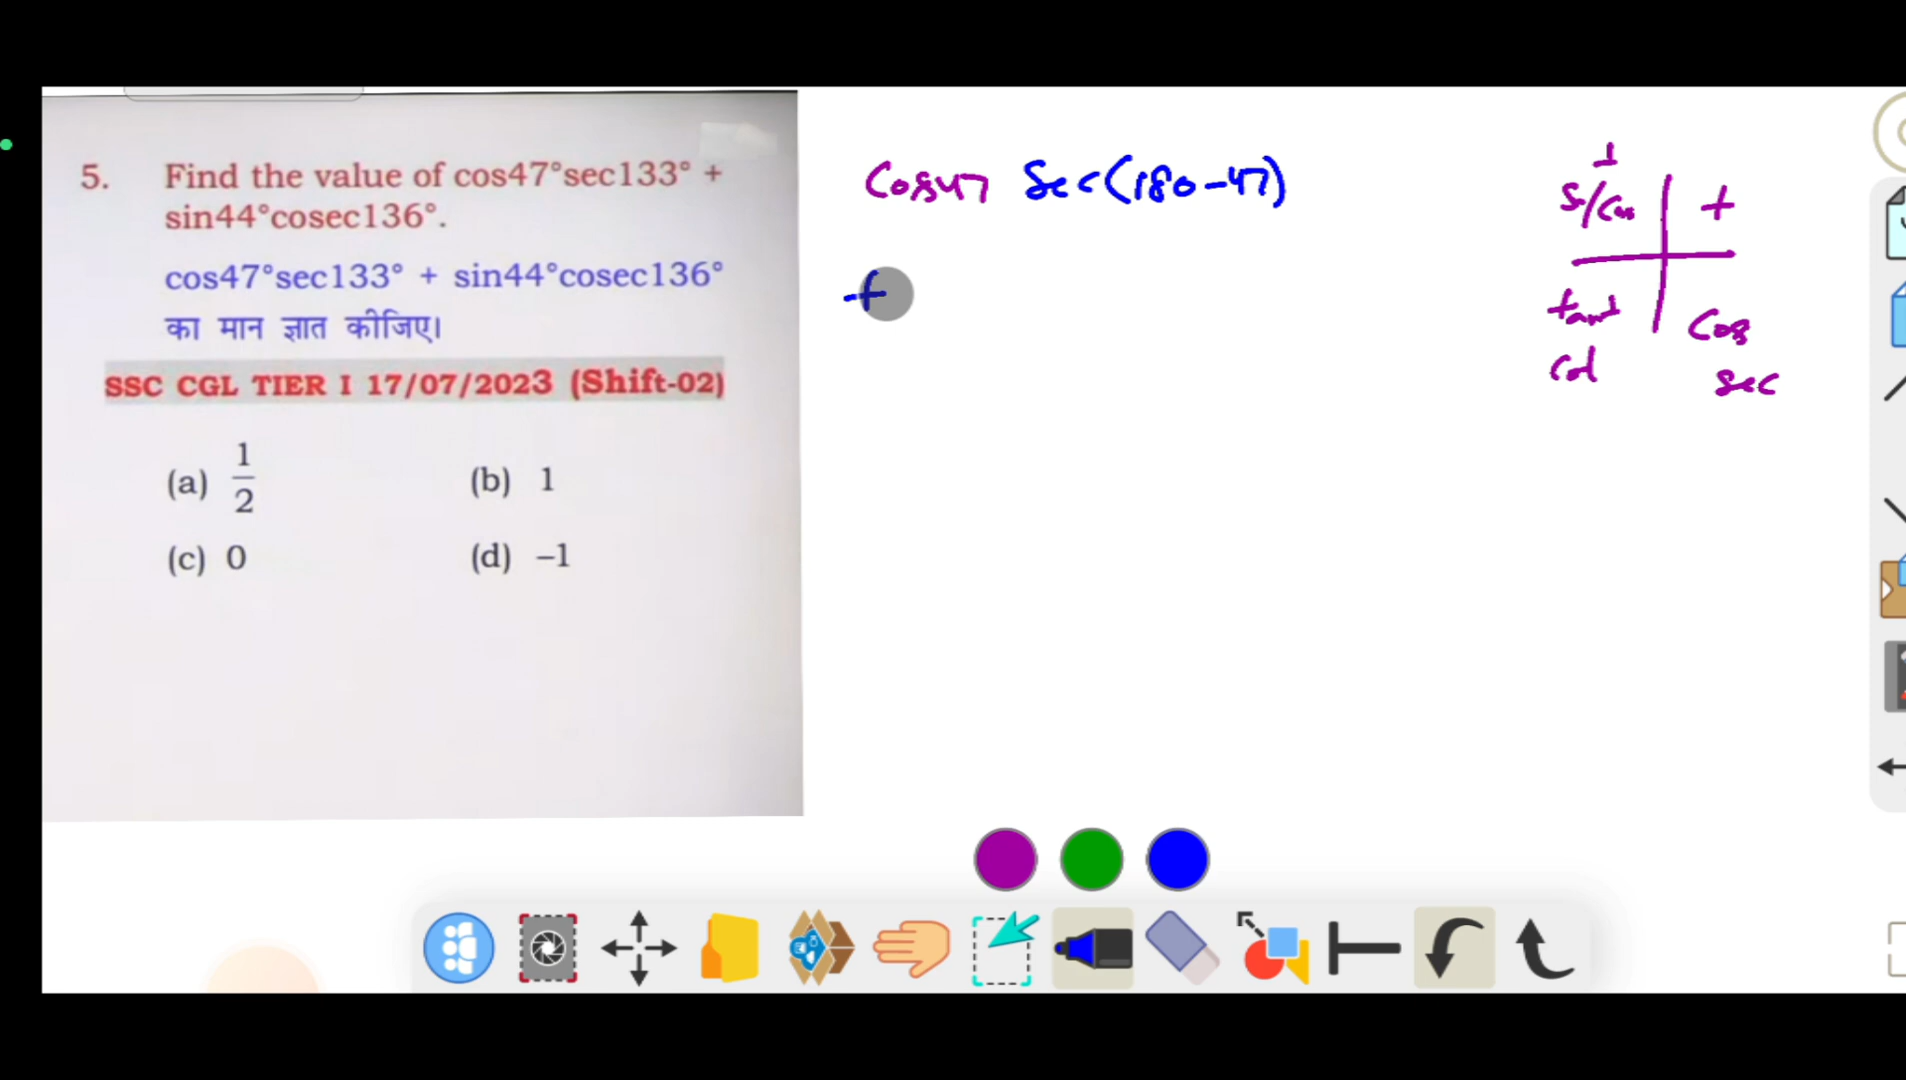 5. Find the value of cos47°sec133° +
sin44°cosec136°.
cos47°sec133° + sin44°cosec136°
का मान ज्ञात कीजिए।
SSC CGL TIER I 17/07/2023 (Shift-02)
(a) 1/2 (b) 1
(c) 0 (d) –1
Cos47 Sec(180-47)
+
1
S/Cos +
tan Cos
Cot Sec